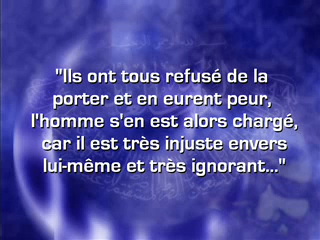 "Ils ont tous refusé de la
porter et en eurent peur,
l'homme s'en est alors chargé,
car il est très injuste envers
lui-même et très ignorant..."